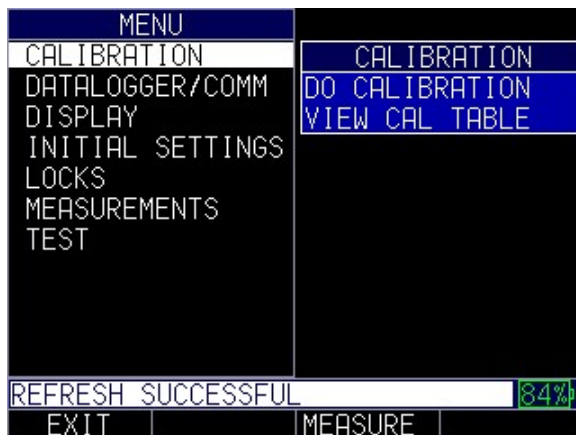 MENU
CALIBRATION
DATALOGGER/COMM
DISPLAY
INITIAL SETTINGS
LOCKS
MEASUREMENTS
TEST
CALIBRATION
DO CALIBRATION
VIEW CAL TABLE
REFRESH SUCCESSFUL
84%
EXIT
MEASURE